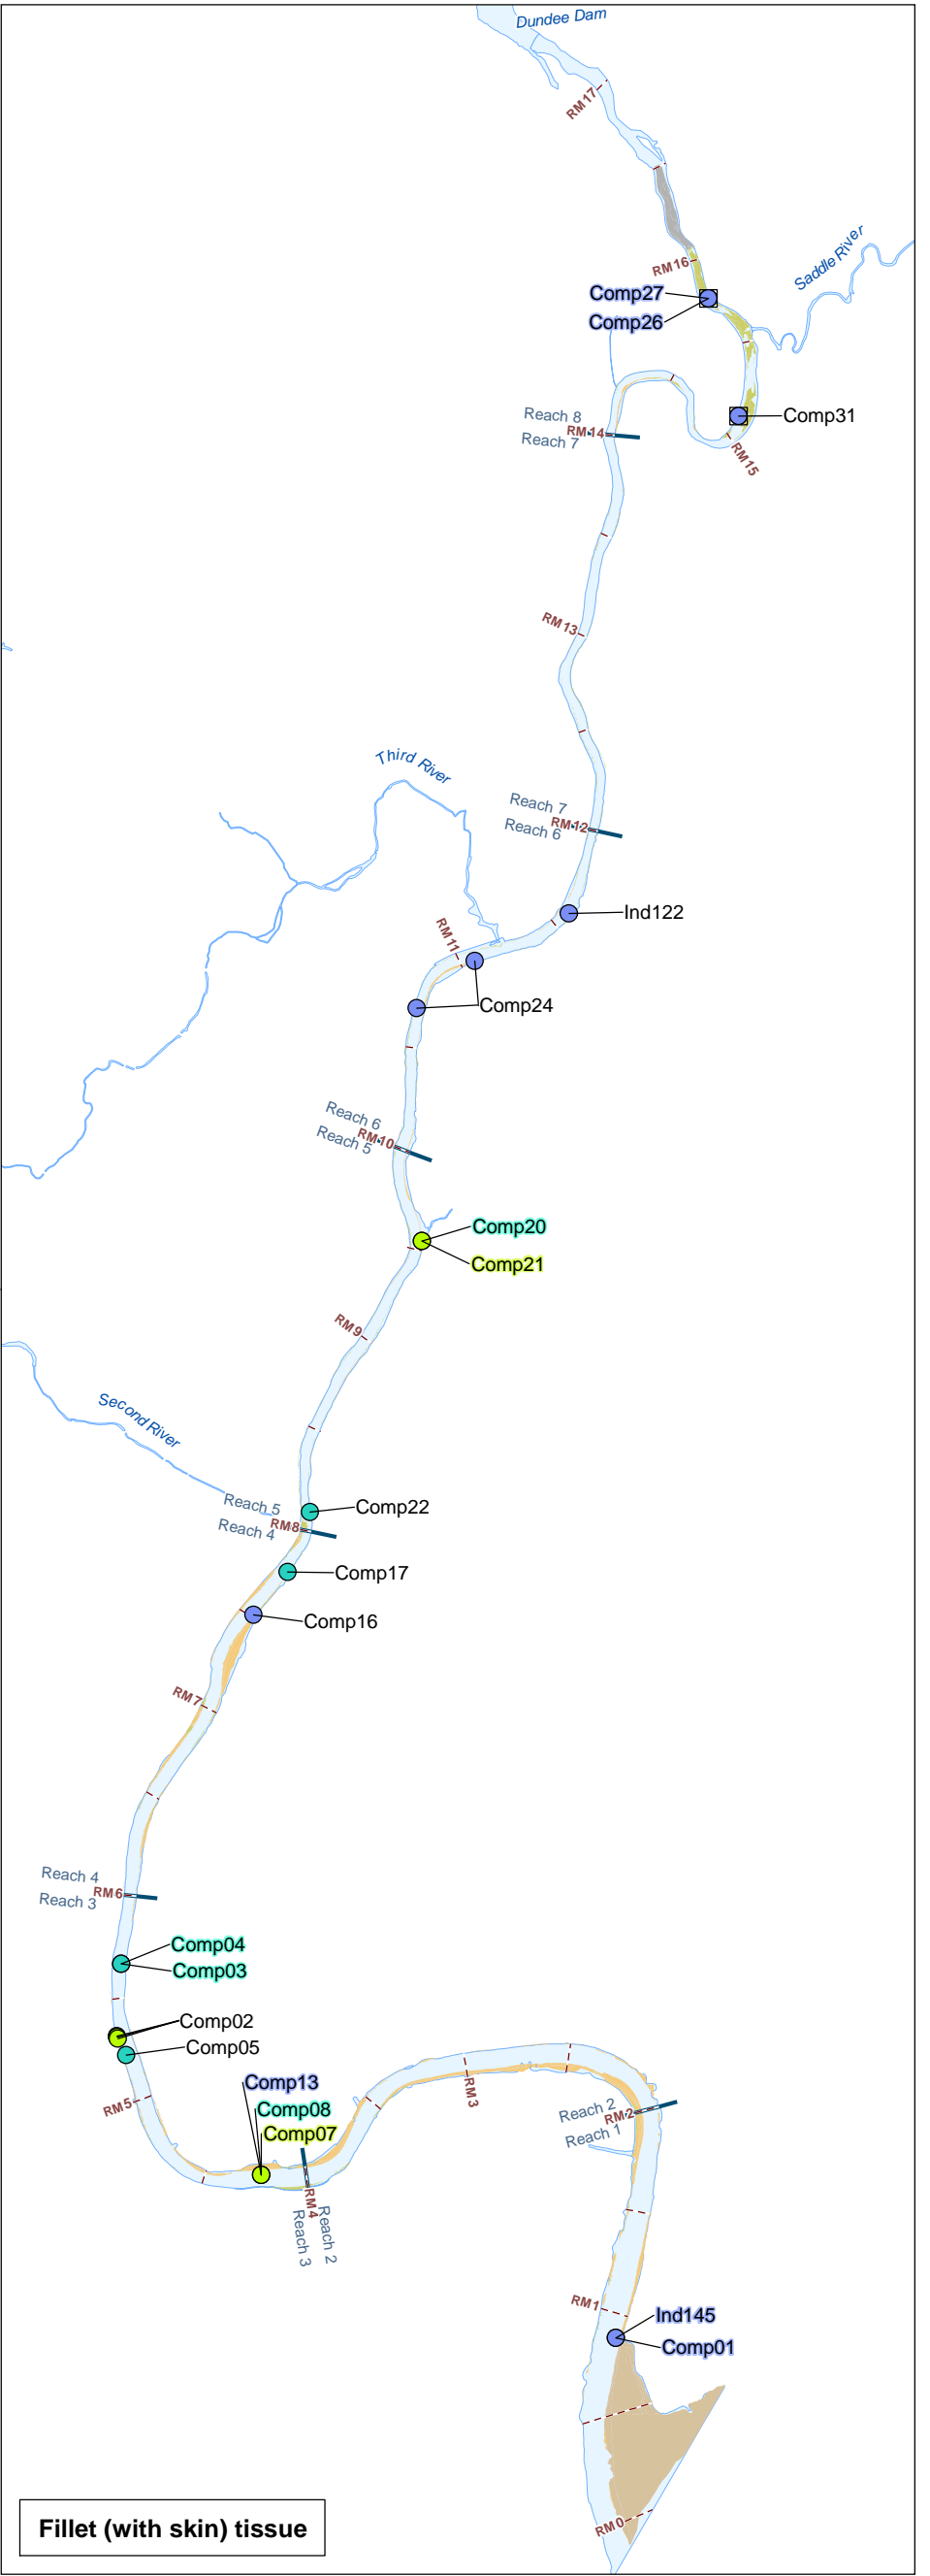 Dundee Dam
RM17
Saddle River
RM16
Comp27
Comp26
Comp31
Reach 8
RM14
Reach 7
RM15
RM13
Third River
Reach 7
RM12
Reach 6
Ind122
RM11
Comp24
Reach 6
RM10
Reach 5
Comp20
Comp21
RM9
Second River
Reach 5
Comp22
RM8
Reach 4
Comp17
Comp16
RM7
Reach 4
RM6
Reach 3
Comp04
Comp03
Comp02
Comp05
RM5
Comp13
Comp08
Comp07
RM3
Reach 2
RM2
Reach 1
RM4
Reach 2
Reach 3
RM1
Ind145
Comp01
RM0
Fillet (with skin) tissue